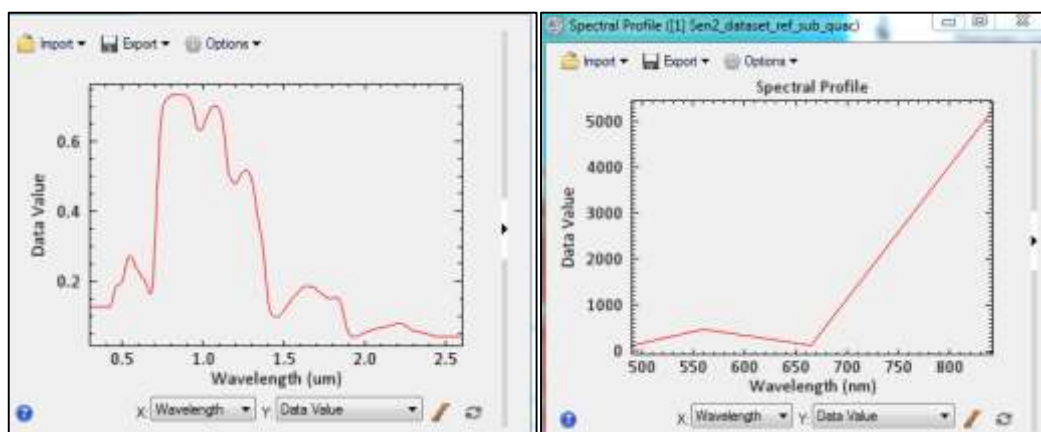 Import Export Options
0.6
0.4
0.2
Data Value
0.5 1.0 1.5 2.0 2.5
Wavelength (um)
X: Wavelength Y: Data Value
Spectral Profile ([1] Sen2_dataset_ref_sub_quac)
Import Export Options
Spectral Profile
5000
4000
3000
2000
1000
0
Data Value
500 550 600 650 700 750 800
Wavelength (nm)
X: Wavelength Y: Data Value